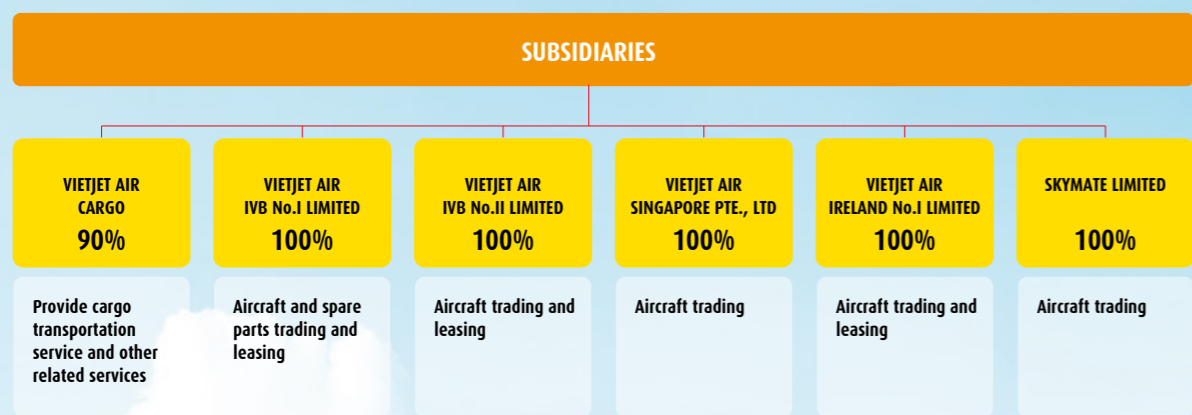 SUBSIDIARIES
VIETJET AIR
CARGO
90%
Provide cargo
transportation
service and other
related services
VIETJET AIR
IVB No.I LIMITED
100%
Aircraft and spare
parts trading and
leasing
VIETJET AIR
IVB No.II LIMITED
100%
Aircraft trading and
leasing
VIETJET AIR
SINGAPORE PTE., LTD
100%
Aircraft trading
VIETJET AIR
IRELAND No.I LIMITED
100%
Aircraft trading and
leasing
SKYMATE LIMITED
100%
Aircraft trading